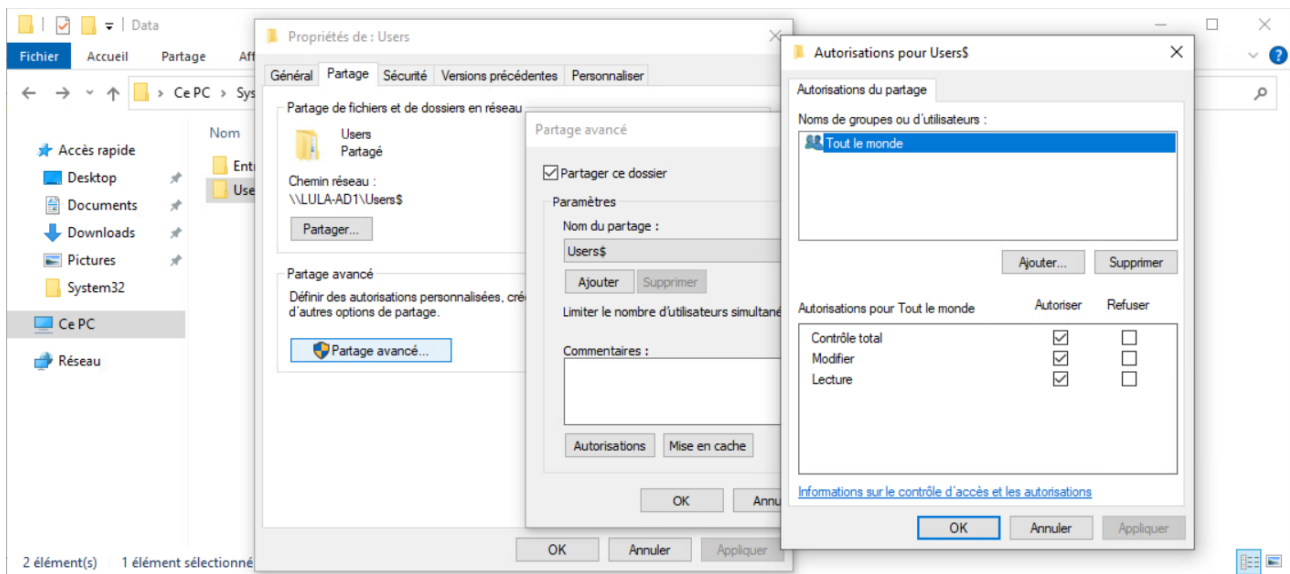 Data
Fichier Accueil Partage Aff
Ce PC Sys
Nom
Accès rapide
Desktop
Documents
Downloads
Pictures
System32
Ce PC
Réseau
Ent
Use
2 élément(s) 1 élément sélectionné
Propriétés de : Users
Général Partage Sécurité Versions précédentes Personnaliser
Partage de fichiers et de dossiers en réseau
Users
Partagé
Chemin réseau :
\\LULA-AD1\Users$
Partager...
Partage avancé
Définir des autorisations personnalisées, cré
d'autres options de partage.
Partage avancé...
OK Annuler Appliquer
Partage avancé
Partager ce dossier
Paramètres
Nom du partage :
Users$
Ajouter Supprimer
Limiter le nombre d'utilisateurs simultané
Commentaires :
Autorisations Mise en cache
OK Annu
Autorisations pour Users$
Autorisations du partage
Noms de groupes ou d'utilisateurs :
Tout le monde
Ajouter... Supprimer
Autorisations pour Tout le monde Autoriser Refuser
Contrôle total
Modifier
Lecture
Informations sur le contrôle d'accès et les autorisations
OK Annuler Appliquer